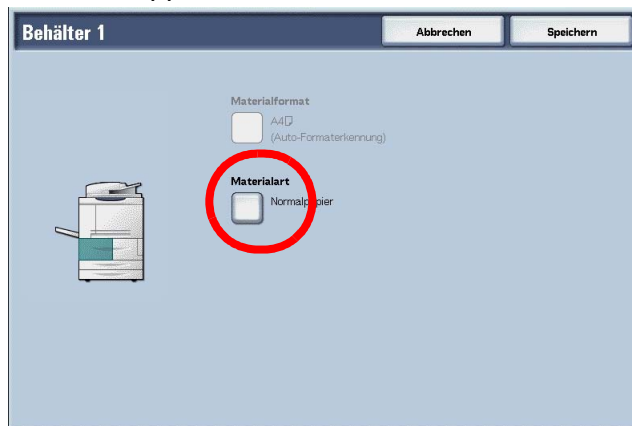 Behälter 1
Abbrechen
Speichern
Materialformat
A4
(Auto-Formaterkennung)
Materialart
Normalpapier